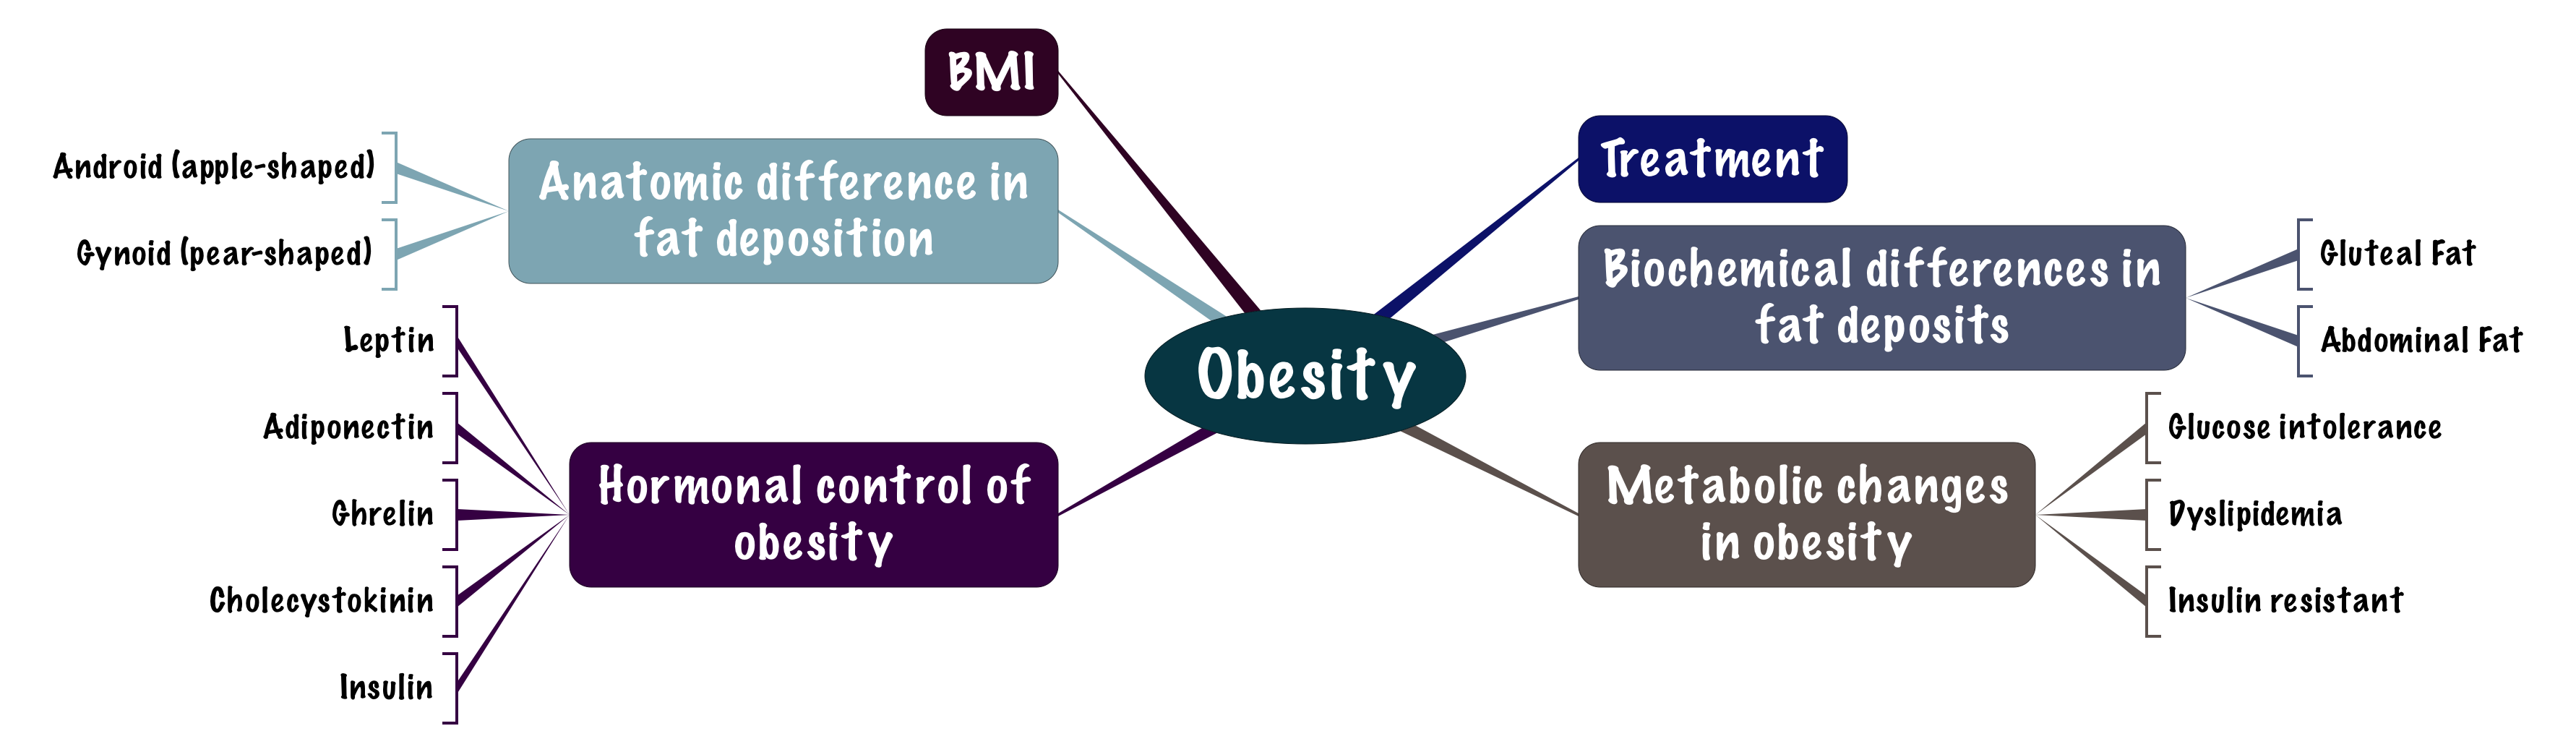 BMI
Anatomic difference in
fat deposition
Android (apple-shaped)
Gynoid (pear-shaped)
Hormonal control of
obesity
Leptin
Adiponectin
Ghrelin
Cholecystokinin
Insulin
Obesity
Treatment
Biochemical differences in
fat deposits
Gluteal Fat
Abdominal Fat
Metabolic changes
in obesity
Glucose intolerance
Dyslipidemia
Insulin resistant